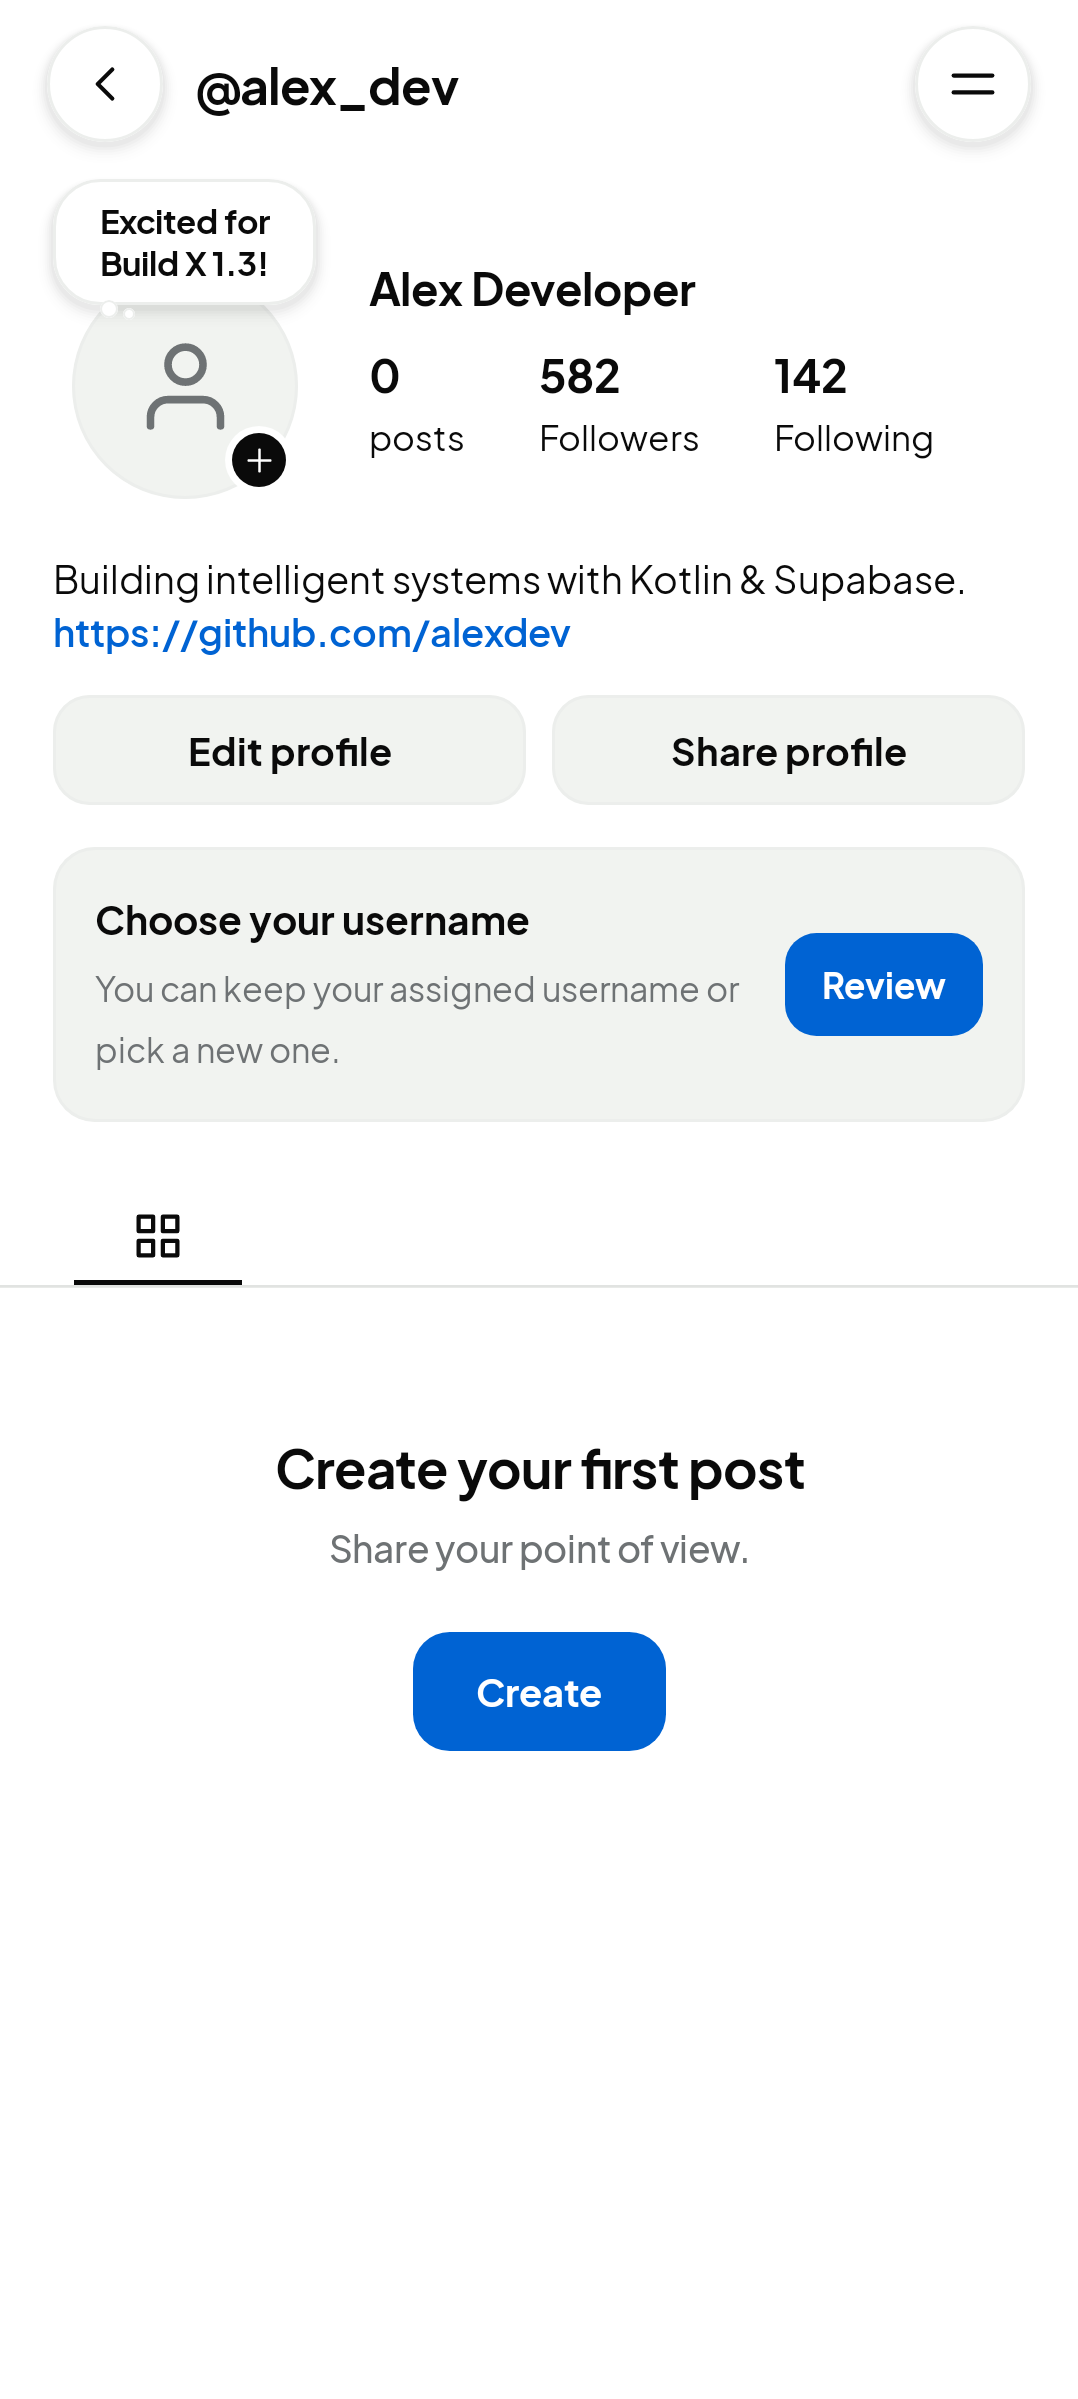 @alex_dev
Excited for
Build X 1.3!
Alex Developer
0 582 142
posts Followers Following
Building intelligent systems with Kotlin & Supabase.
https://github.com/alexdev
Edit profile Share profile
Choose your username
You can keep your assigned username or
pick a new one.
Review
Create your first post
Share your point of view.
Create